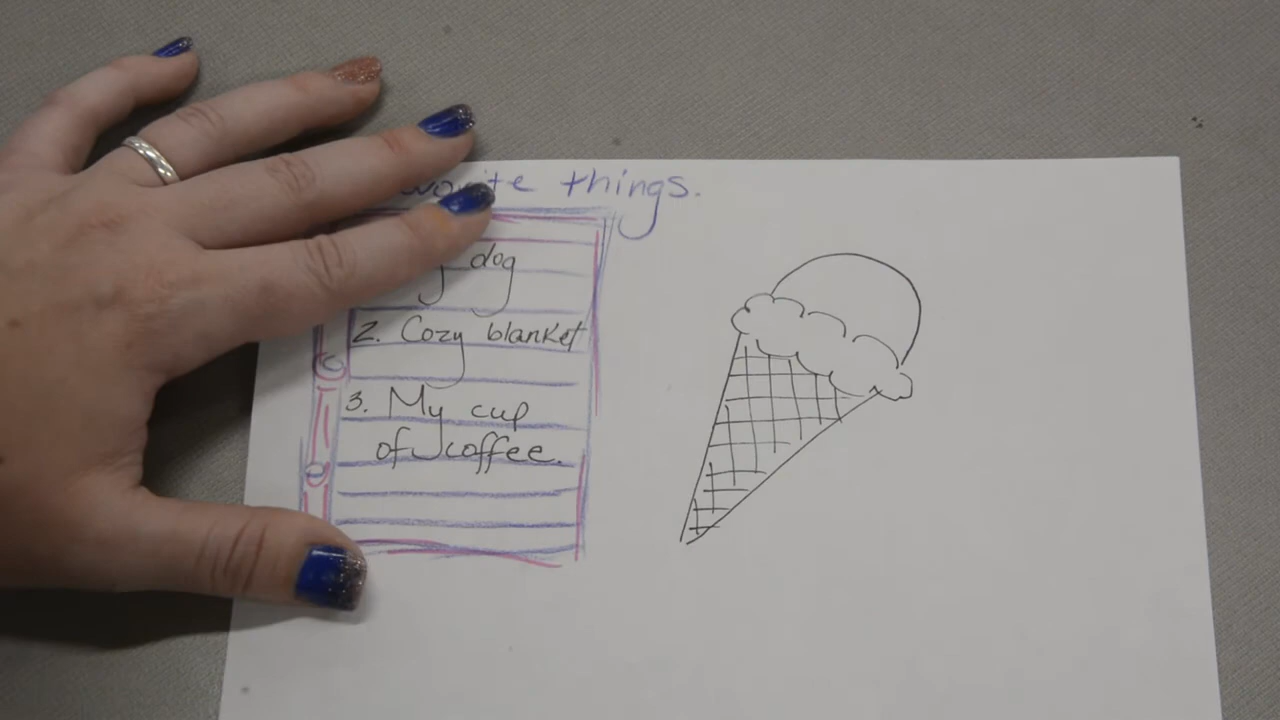 things.
dog
2. Cozy blanket
3. My cup
of coffee.